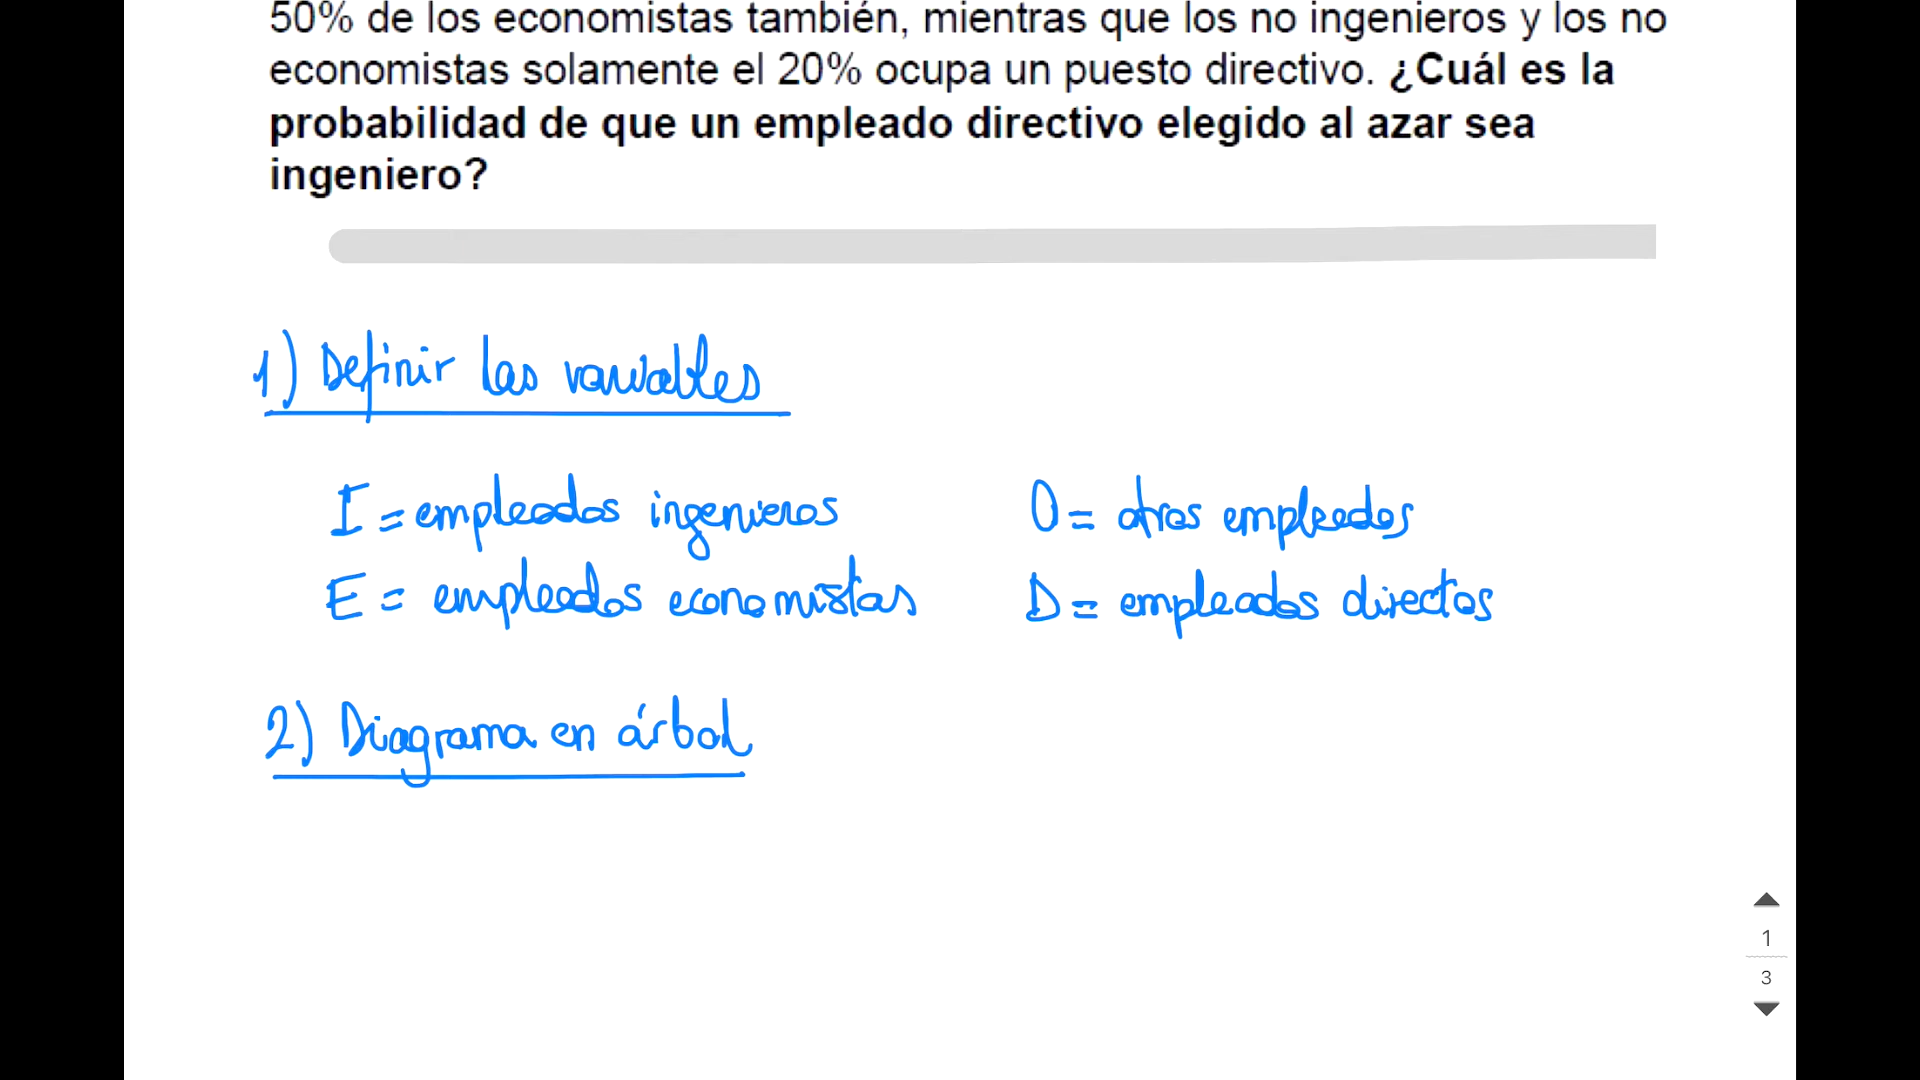 50% de los economistas también, mientras que los no ingenieros y los no
economistas solamente el 20% ocupa un puesto directivo. ¿Cuál es la
probabilidad de que un empleado directivo elegido al azar sea
ingeniero?
1) Definir las variables
I = empleados ingenieros
O = otros empleados
E = empleados economistas
D = empleados directos
2) Diagrama en árbol
1
3